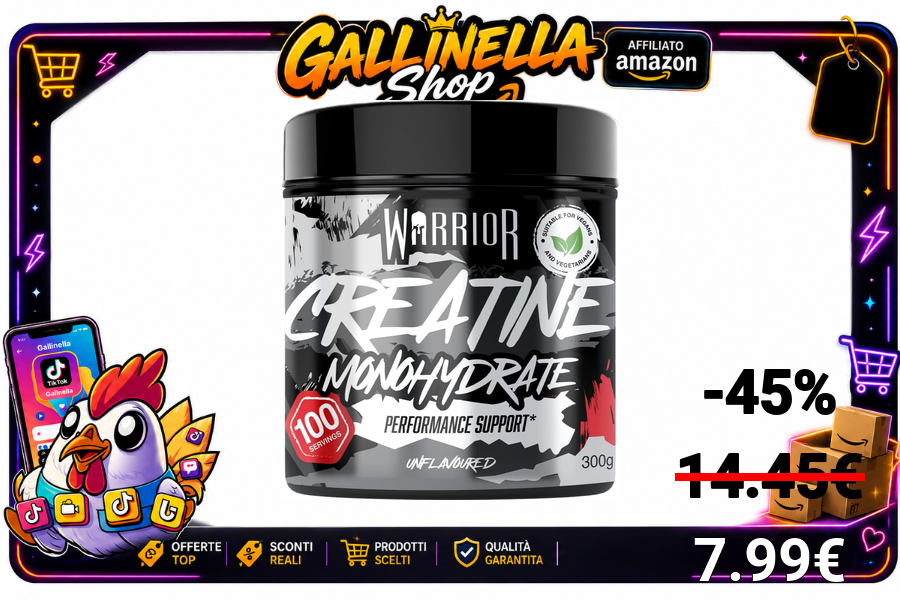 GALLINELLA
Shop
AFFILIATO
amazon
WARRIOR
SUITABLE FOR VEGANS
AND VEGETARIANS
CREATINE
MONOHYDRATE
100
SERVINGS
PERFORMANCE SUPPORT*
UNFLAVOURED
300g
Gallinella
TikTok
Gallinella
-45%
14.45€
7.99€
OFFERTE
TOP
SCONTI
REALI
PRODOTTI
SCELTI
QUALITÀ
GARANTITA